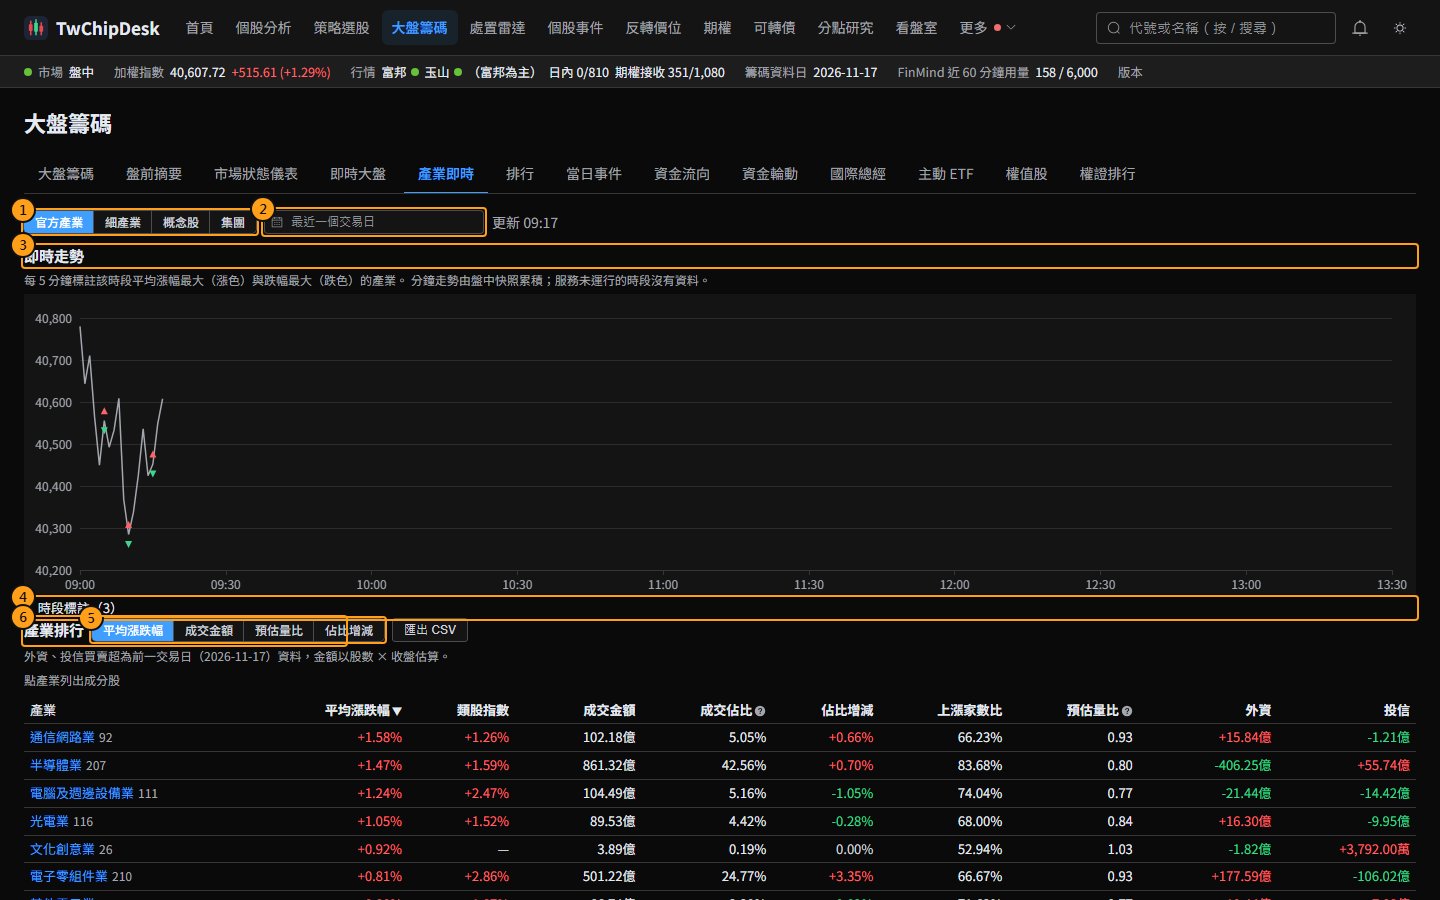 TwChipDesk 首頁 個股分析 策略選股 大盤籌碼 處置雷達 個股事件 反轉價位 期權 可轉債 分點研究 看盤室 更多 代號或名稱（按 / 搜尋）
市場 盤中 加權指數 40,607.72 +515.61 (+1.29%) 行情 富邦 玉山 （富邦為主） 日內 0/810 期權接收 351/1,080 籌碼資料日 2026-11-17 FinMind 近 60 分鐘用量 158 / 6,000 版本
大盤籌碼
大盤籌碼 盤前摘要 市場狀態儀表 即時大盤 產業即時 排行 當日事件 資金流向 資金輪動 國際總經 主動 ETF 權值股 權證排行
1 官方產業 細產業 概念股 集團 2 最近一個交易日 更新 09:17
3 即時走勢
每 5 分鐘標註該時段平均漲幅最大（漲色）與跌幅最大（跌色）的產業。 分鐘走勢由盤中快照累積；服務未運行的時段沒有資料。
40,800
40,700
40,600
40,500
40,400
40,300
40,200
09:00 09:30 10:00 10:30 11:00 11:30 12:00 12:30 13:00 13:30
4 時段標註（3）
6 產業排行 5 平均漲跌幅 成交金額 預估量比 佔比增減 匯出 CSV
外資、投信買賣超為前一交易日（2026-11-17）資料，金額以股數 × 收盤估算。
點產業列出成分股
產業 平均漲跌幅▼ 類股指數 成交金額 成交佔比? 佔比增減 上漲家數比 預估量比? 外資 投信
通信網路業 92 +1.58% +1.26% 102.18億 5.05% +0.66% 66.23% 0.93 +15.84億 -1.21億
半導體業 207 +1.47% +1.59% 861.32億 42.56% +0.70% 83.68% 0.80 -406.25億 +55.74億
電腦及週邊設備業 111 +1.24% +2.47% 104.49億 5.16% -1.05% 74.04% 0.77 -21.44億 -14.42億
光電業 116 +1.05% +1.52% 89.53億 4.42% -0.28% 68.00% 0.84 +16.30億 -9.95億
文化創意業 26 +0.92% — 3.89億 0.19% 0.00% 52.94% 1.03 -1.82億 +3,792.00萬
電子零組件業 210 +0.81% +2.86% 501.22億 24.77% +3.35% 66.67% 0.93 +177.59億 -106.02億